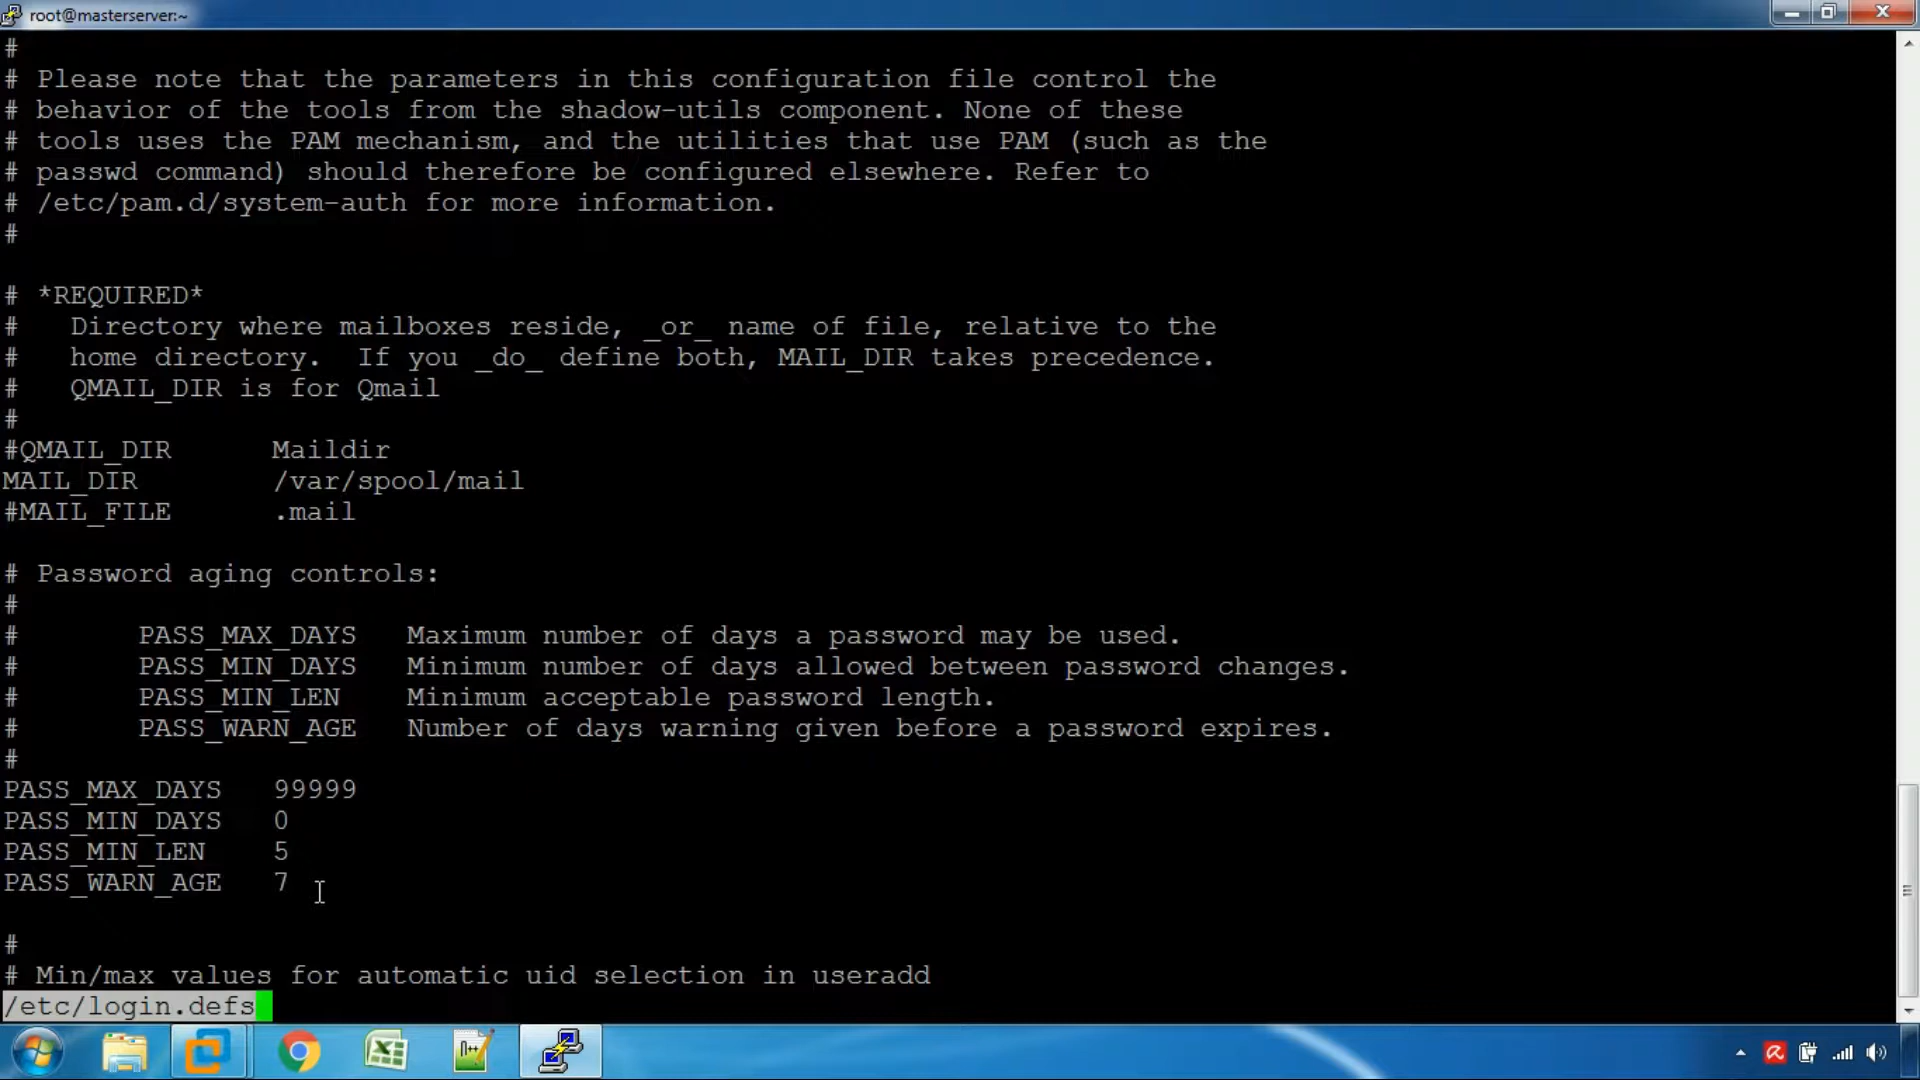 root@masterserver:~
#
# Please note that the parameters in this configuration file control the
# behavior of the tools from the shadow-utils component. None of these
# tools uses the PAM mechanism, and the utilities that use PAM (such as the
# passwd command) should therefore be configured elsewhere. Refer to
# /etc/pam.d/system-auth for more information.
#
# *REQUIRED*
#   Directory where mailboxes reside, _or_ name of file, relative to the
#   home directory.  If you _do_ define both, MAIL_DIR takes precedence.
#   QMAIL_DIR is for Qmail
#
#QMAIL_DIR      Maildir
MAIL_DIR        /var/spool/mail
#MAIL_FILE      .mail
# Password aging controls:
#
#       PASS_MAX_DAYS   Maximum number of days a password may be used.
#       PASS_MIN_DAYS   Minimum number of days allowed between password changes.
#       PASS_MIN_LEN    Minimum acceptable password length.
#       PASS_WARN_AGE   Number of days warning given before a password expires.
#
PASS_MAX_DAYS   99999
PASS_MIN_DAYS   0
PASS_MIN_LEN    5
PASS_WARN_AGE   7
#
# Min/max values for automatic uid selection in useradd
/etc/login.defs